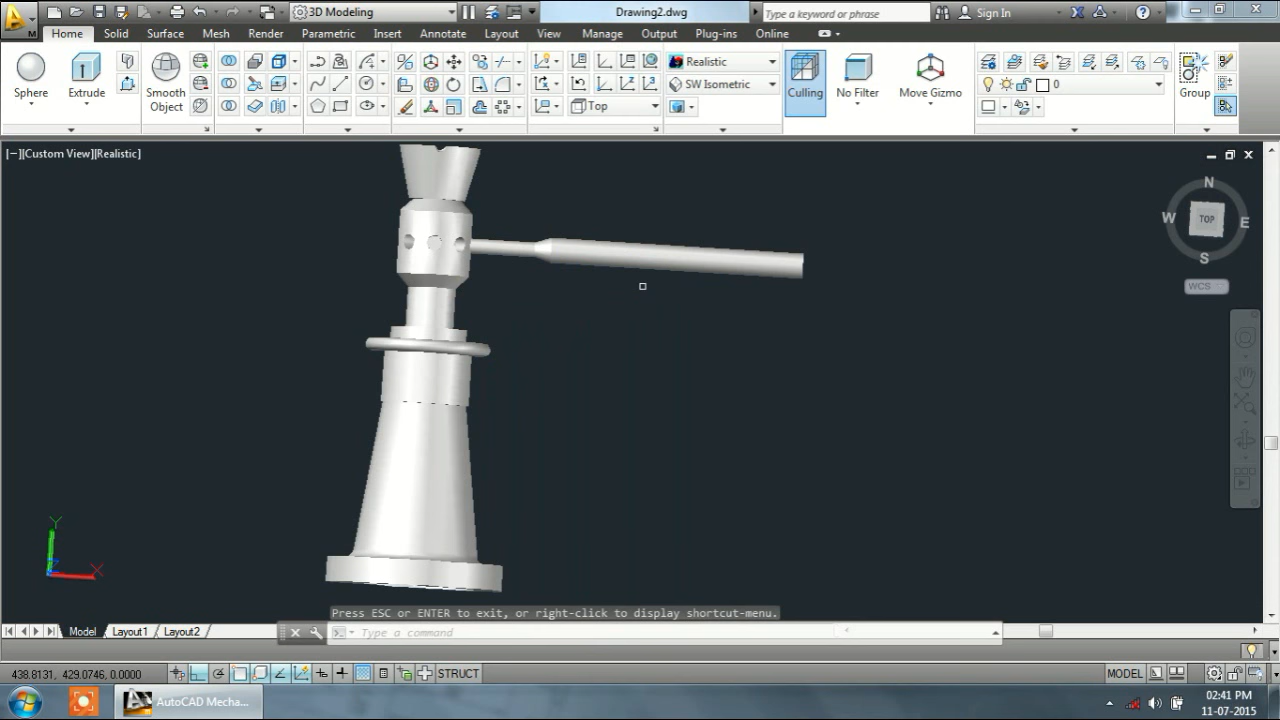 3D Modeling
Drawing2.dwg
Type a keyword or phrase
Sign In
M
Home Solid Surface Mesh Render Parametric Insert Annotate Layout View Manage Output Plug-ins Online
Realistic
SW Isometric
Top
0
Sphere Extrude Smooth Object Culling No Filter Move Gizmo Group
[−][Custom View][Realistic]
N
W TOP E
S
WCS
Y
X
Press ESC or ENTER to exit, or right-click to display shortcut-menu.
Type a command
Model Layout1 Layout2
438.8131, 429.0746, 0.0000
STRUCT
MODEL
AutoCAD Mecha...
02:41 PM
11-07-2015